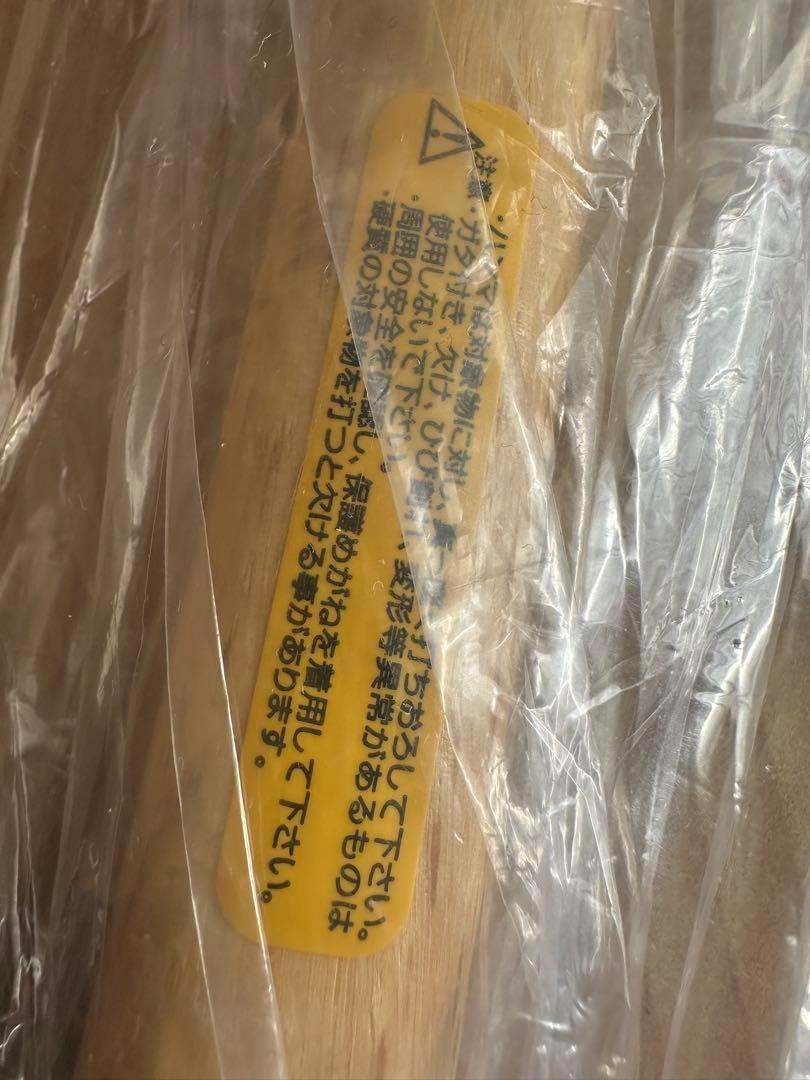 注意
・ハンマは対象物に対し、打ちおろして下さい。
・ガタ付き、欠け、ひび割れ、変形等異常があるものは
使用しないで下さい。
・周囲の安全を確認し、保護めがねを着用して下さい。
・硬質の対象物を打つと欠ける事があります。